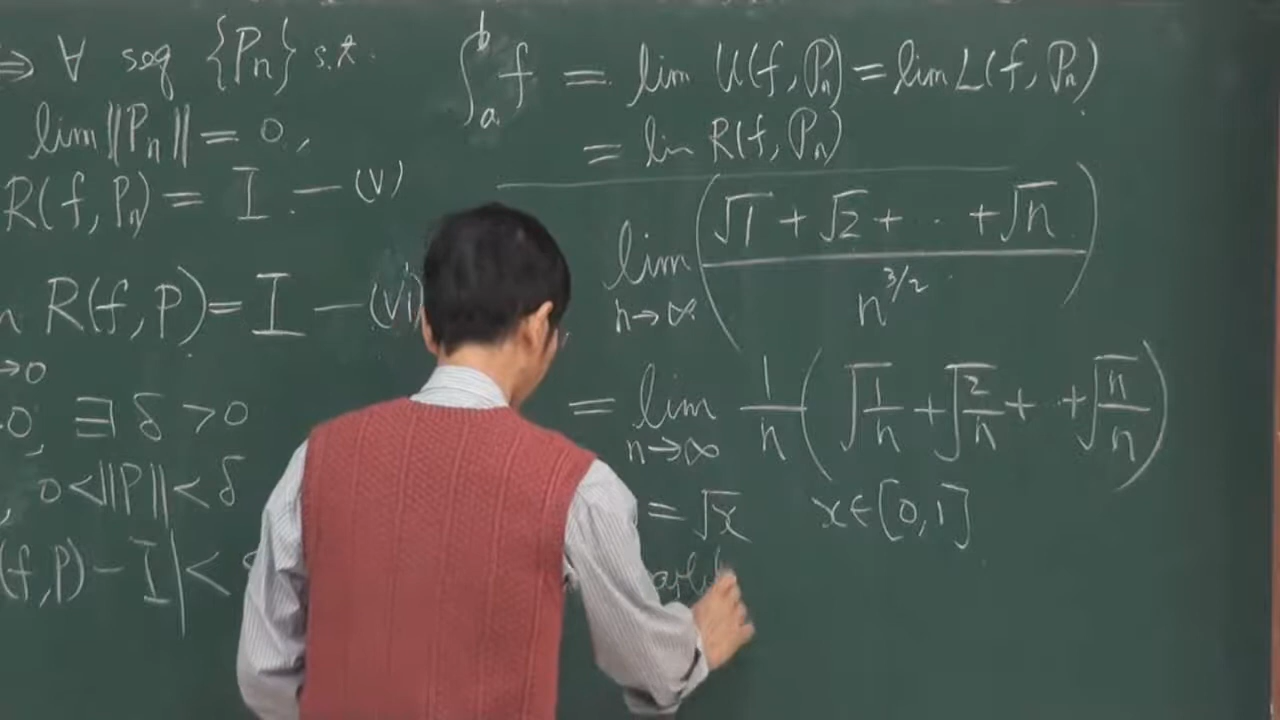 ⇒ ∀ seq {Pₙ} s.t.
lim ‖Pₙ‖ = 0,
R(f, Pₙ) = I — (V)
R(f, P) = I — (Vi)
→0
0, ∃ δ > 0
, 0 < ‖P‖ < δ
(f, P) − I| <
∫ₐᵇ f = lim U(f, Pₙ) = lim L(f, Pₙ)
= lim R(f, Pₙ)
lim n→∞ ( (√1 + √2 + ·· + √n) / n^{3/2} )
= lim n→∞ 1/n ( √(1/n) + √(2/n) + ·· + √(n/n) )
= √x x ∈ [0, 1]